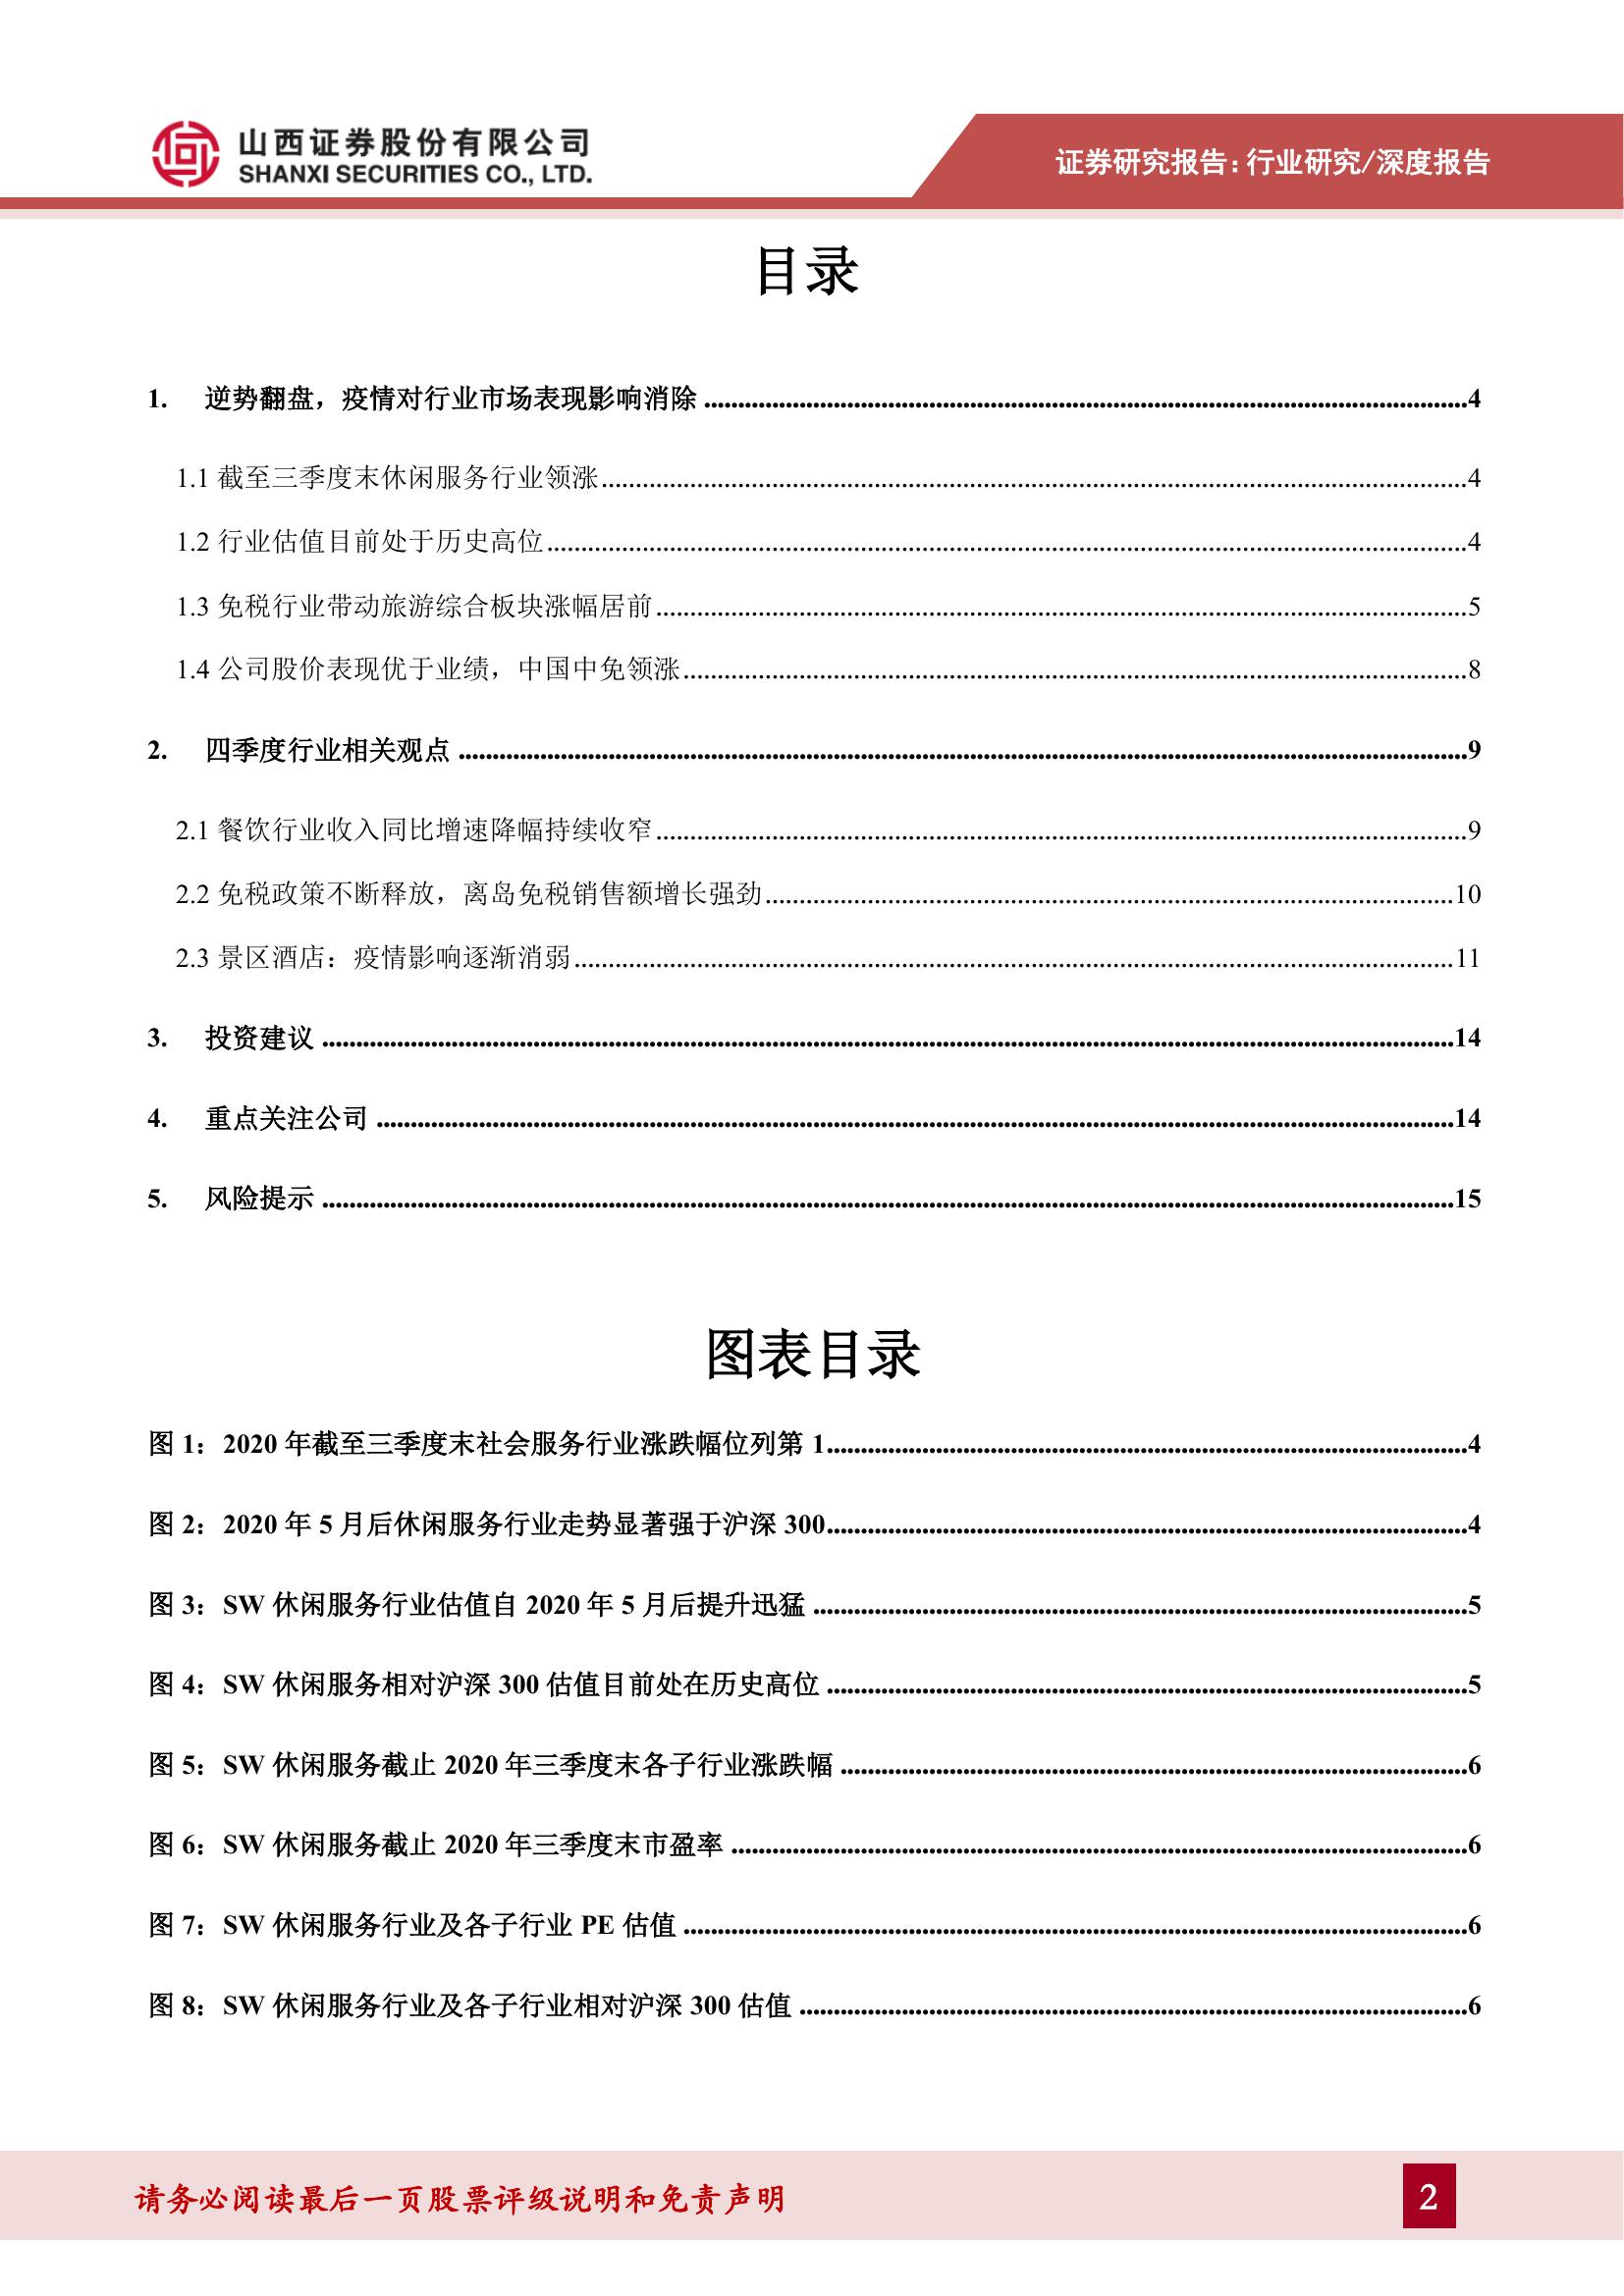 山西证券股份有限公司
SHANXI SECURITIES CO., LTD.
证券研究报告:行业研究/深度报告
目录
1. 逆势翻盘，疫情对行业市场表现影响消除 ........ 4
1.1 截至三季度末休闲服务行业领涨 ........ 4
1.2 行业估值目前处于历史高位 ........ 4
1.3 免税行业带动旅游综合板块涨幅居前 ........ 5
1.4 公司股价表现优于业绩，中国中免领涨 ........ 8
2. 四季度行业相关观点 ........ 9
2.1 餐饮行业收入同比增速降幅持续收窄 ........ 9
2.2 免税政策不断释放，离岛免税销售额增长强劲 ........ 10
2.3 景区酒店：疫情影响逐渐消弱 ........ 11
3. 投资建议 ........ 14
4. 重点关注公司 ........ 14
5. 风险提示 ........ 15
图表目录
图 1：2020 年截至三季度末社会服务行业涨跌幅位列第 1 ........ 4
图 2：2020 年 5 月后休闲服务行业走势显著强于沪深 300 ........ 4
图 3：SW 休闲服务行业估值自 2020 年 5 月后提升迅猛 ........ 5
图 4：SW 休闲服务相对沪深 300 估值目前处在历史高位 ........ 5
图 5：SW 休闲服务截止 2020 年三季度末各子行业涨跌幅 ........ 6
图 6：SW 休闲服务截止 2020 年三季度末市盈率 ........ 6
图 7：SW 休闲服务行业及各子行业 PE 估值 ........ 6
图 8：SW 休闲服务行业及各子行业相对沪深 300 估值 ........ 6
请务必阅读最后一页股票评级说明和免责声明
2